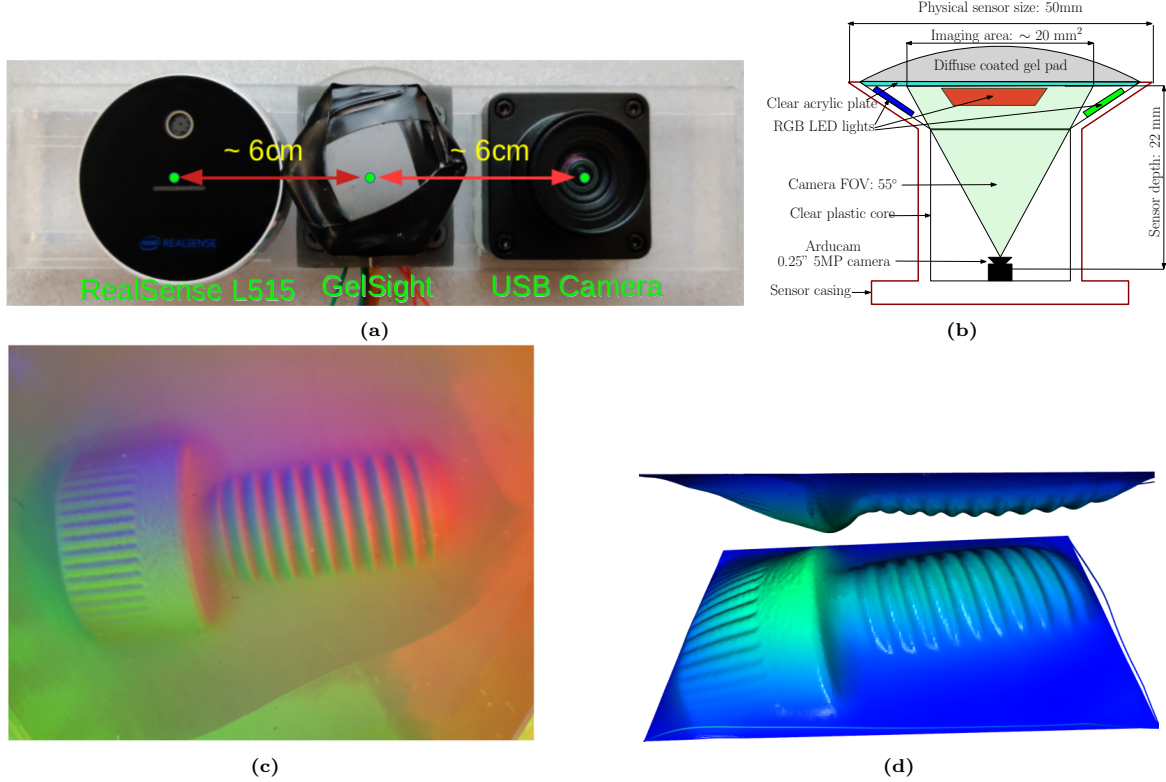 ~ 6cm
~ 6cm
intel REALSENSE
RealSense L515
GelSight
USB Camera
(a)
Physical sensor size: 50mm
Imaging area: ~ 20 mm²
Diffuse coated gel pad
Clear acrylic plate
RGB LED lights
Sensor depth: 22 mm
Camera FOV: 55°
Clear plastic core
Arducam
0.25" 5MP camera
Sensor casing
(b)
(c)
(d)